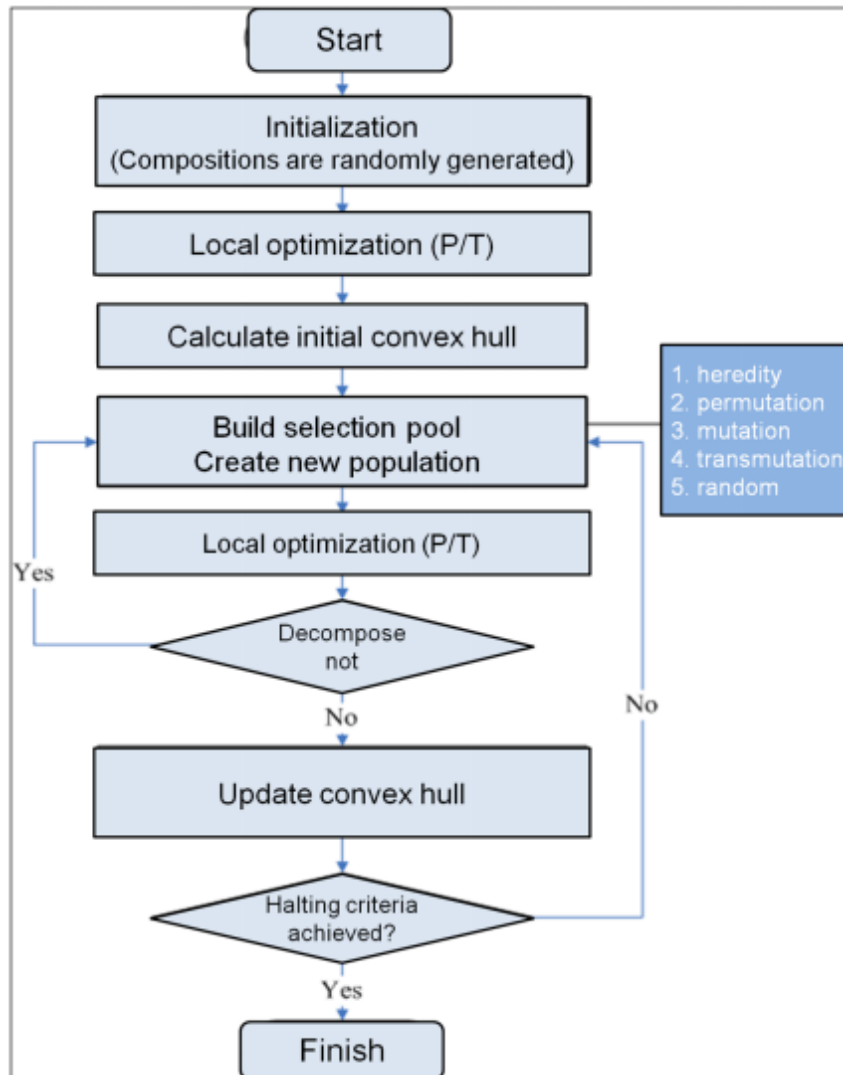 Start
Initialization
(Compositions are randomly generated)
Local optimization (P/T)
Calculate initial convex hull
Build selection pool
Create new population
1. heredity
2. permutation
3. mutation
4. transmutation
5. random
Local optimization (P/T)
Yes
Decompose
not
No
No
Update convex hull
Halting criteria
achieved?
Yes
Finish